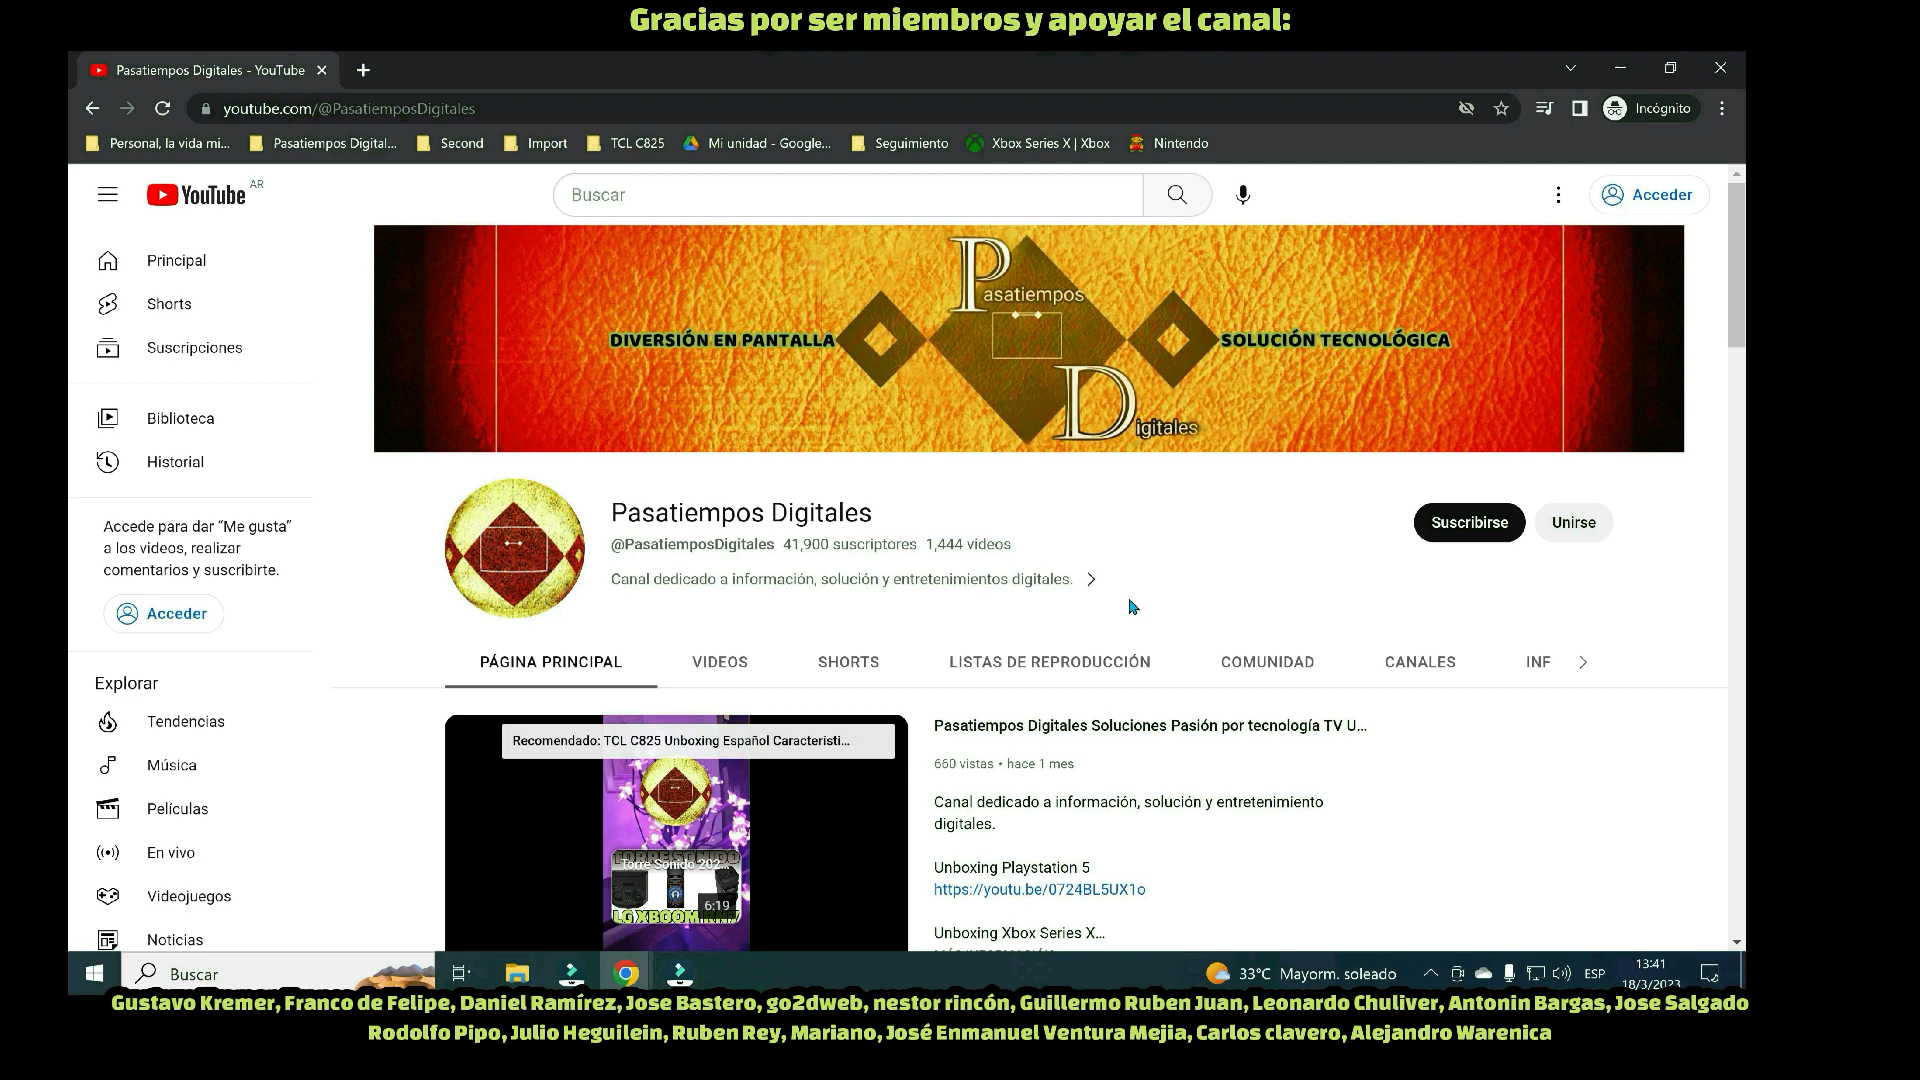 Gracias por ser miembros y apoyar el canal:
Pasatiempos Digitales - YouTube
youtube.com/@PasatiemposDigitales
Incógnito
Personal, la vida mi...
Pasatiempos Digital...
Second
Import
TCL C825
Mi unidad - Google...
Seguimiento
Xbox Series X | Xbox
Nintendo
YouTube AR
Buscar
Acceder
Principal
Shorts
Suscripciones
Biblioteca
Historial
Accede para dar “Me gusta”
a los videos, realizar
comentarios y suscribirte.
Acceder
Explorar
Tendencias
Música
Películas
En vivo
Videojuegos
Noticias
Pasatiempos
DIVERSIÓN EN PANTALLA
SOLUCIÓN TECNOLÓGICA
Digitales
Pasatiempos Digitales
@PasatiemposDigitales 41,900 suscriptores 1,444 videos
Canal dedicado a información, solución y entretenimientos digitales.
Suscribirse
Unirse
PÁGINA PRINCIPAL
VIDEOS
SHORTS
LISTAS DE REPRODUCCIÓN
COMUNIDAD
CANALES
INF
Recomendado: TCL C825 Unboxing Español Característi...
TORRE SONIDO
Torre Sonido 202...
6:19
LG XBOOM
Pasatiempos Digitales Soluciones Pasión por tecnología TV U...
660 vistas • hace 1 mes
Canal dedicado a información, solución y entretenimiento
digitales.
Unboxing Playstation 5
https://youtu.be/0724BL5UX1o
Unboxing Xbox Series X...
Buscar
33°C Mayorm. soleado
ESP
13:41
18/3/2023
Gustavo Kremer, Franco de Felipe, Daniel Ramírez, Jose Bastero, go2dweb, nestor rincón, Guillermo Ruben Juan, Leonardo Chuliver, Antonin Bargas, Jose Salgado
Rodolfo Pipo, Julio Heguilein, Ruben Rey, Mariano, José Enmanuel Ventura Mejia, Carlos clavero, Alejandro Warenica